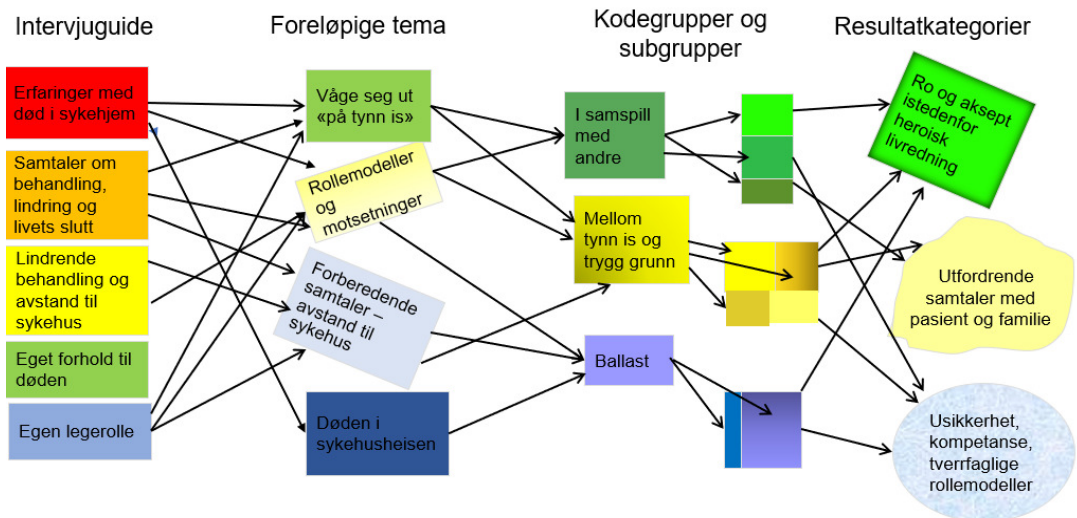 Intervjuguide
Foreløpige tema
Kodegrupper og
subgrupper
Resultatkategorier
Erfaringer med
død i sykehjem
Samtaler om
behandling,
lindring og
livets slutt
Lindrende
behandling og
avstand til
sykehus
Eget forhold til
døden
Egen legerolle
Våge seg ut
«på tynn is»
Rollemodeller
og
motsetninger
Forberedende
samtaler –
avstand til
sykehus
Døden i
sykehusheisen
I samspill
med
andre
Mellom
tynn is og
trygg grunn
Ballast
Ro og aksept
istedenfor
heroisk
livredning
Utfordrende
samtaler med
pasient og familie
Usikkerhet,
kompetanse,
tverrfaglige
rollemodeller